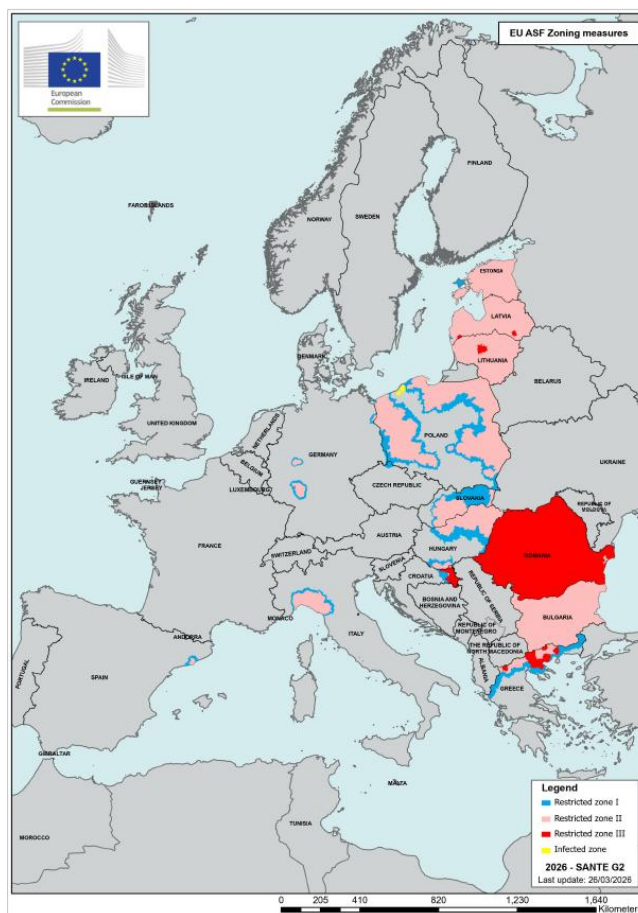 EU ASF Zoning measures
European
Commission
FINLAND
FAROE ISLANDS
NORWAY
SWEDEN
ESTONIA
LATVIA
DENMARK
LITHUANIA
IRELAND
ISLE OF MAN
BELARUS
UNITED KINGDOM
NETHERLANDS
GERMANY
POLAND
BELGIUM
UKRAINE
GUERNSEY
JERSEY
LUXEMBOURG
CZECH REPUBLIC
SLOVAKIA
REPUBLIC OF
MOLDOVA
FRANCE
AUSTRIA
HUNGARY
SWITZERLAND
ROMANIA
SLOVENIA
CROATIA
BOSNIA AND
HERZEGOVINA
REPUBLIC OF SERBIA
MONACO
ITALY
REPUBLIC OF
MONTENEGRO
BULGARIA
ANDORRA
THE REPUBLIC OF
NORTH MACEDONIA
ALBANIA
PORTUGAL
SPAIN
GREECE
GIBRALTAR
MALTA
TUNISIA
MOROCCO
Legend
Restricted zone I
Restricted zone II
Restricted zone III
Infected zone
2026 - SANTE G2
Last update: 26/03/2026
0 205 410 820 1,230 1,640
Kilometer